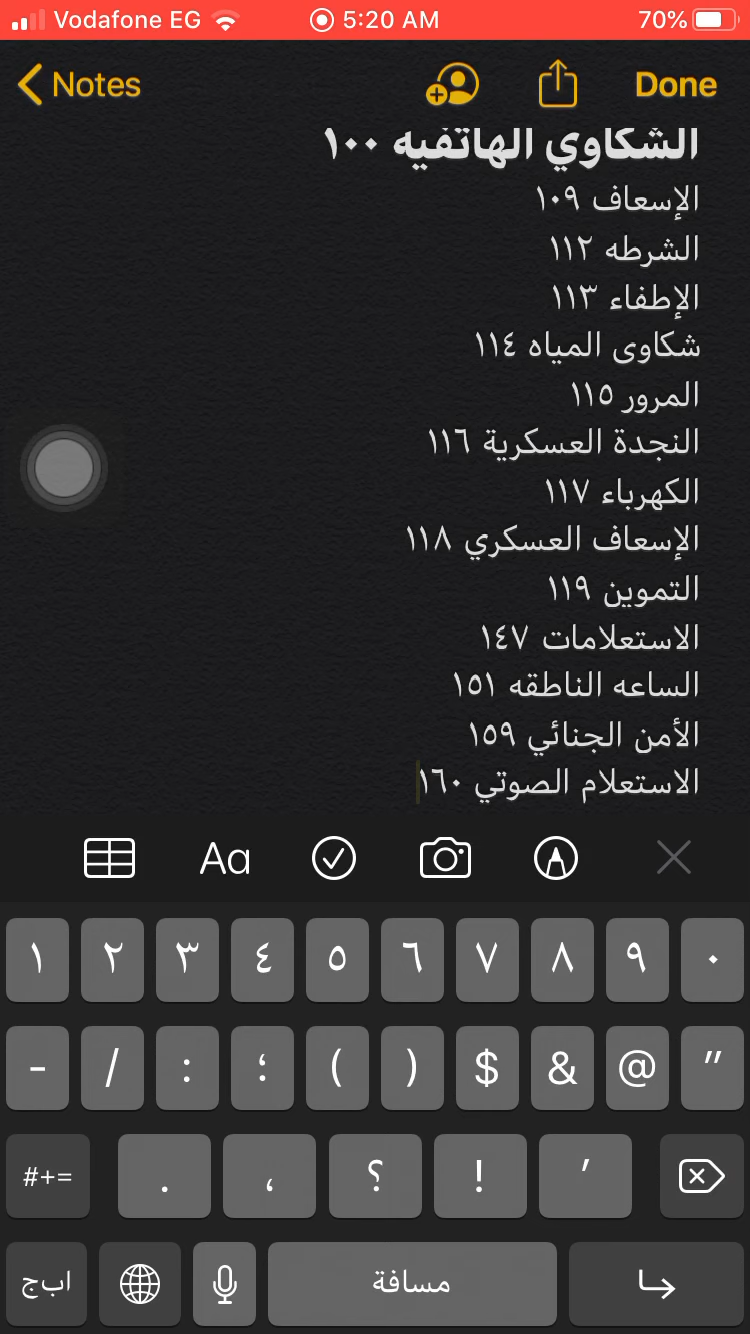 Vodafone EG 5:20 AM 70%
Notes Done
الشكاوي الهاتفيه ١٠٠
الإسعاف ١٠٩
الشرطه ١١٢
الإطفاء ١١٣
شكاوى المياه ١١٤
المرور ١١٥
النجدة العسكرية ١١٦
الكهرباء ١١٧
الإسعاف العسكري ١١٨
التموين ١١٩
الاستعلامات ١٤٧
الساعه الناطقه ١٥١
الأمن الجنائي ١٥٩
الاستعلام الصوتي ١٦٠
Aa
١ ٢ ٣ ٤ ٥ ٦ ٧ ٨ ٩ ٠
- / : ؛ ( ) $ & @ "
#+= . ، ؟ ! '
اب‌ج مسافة